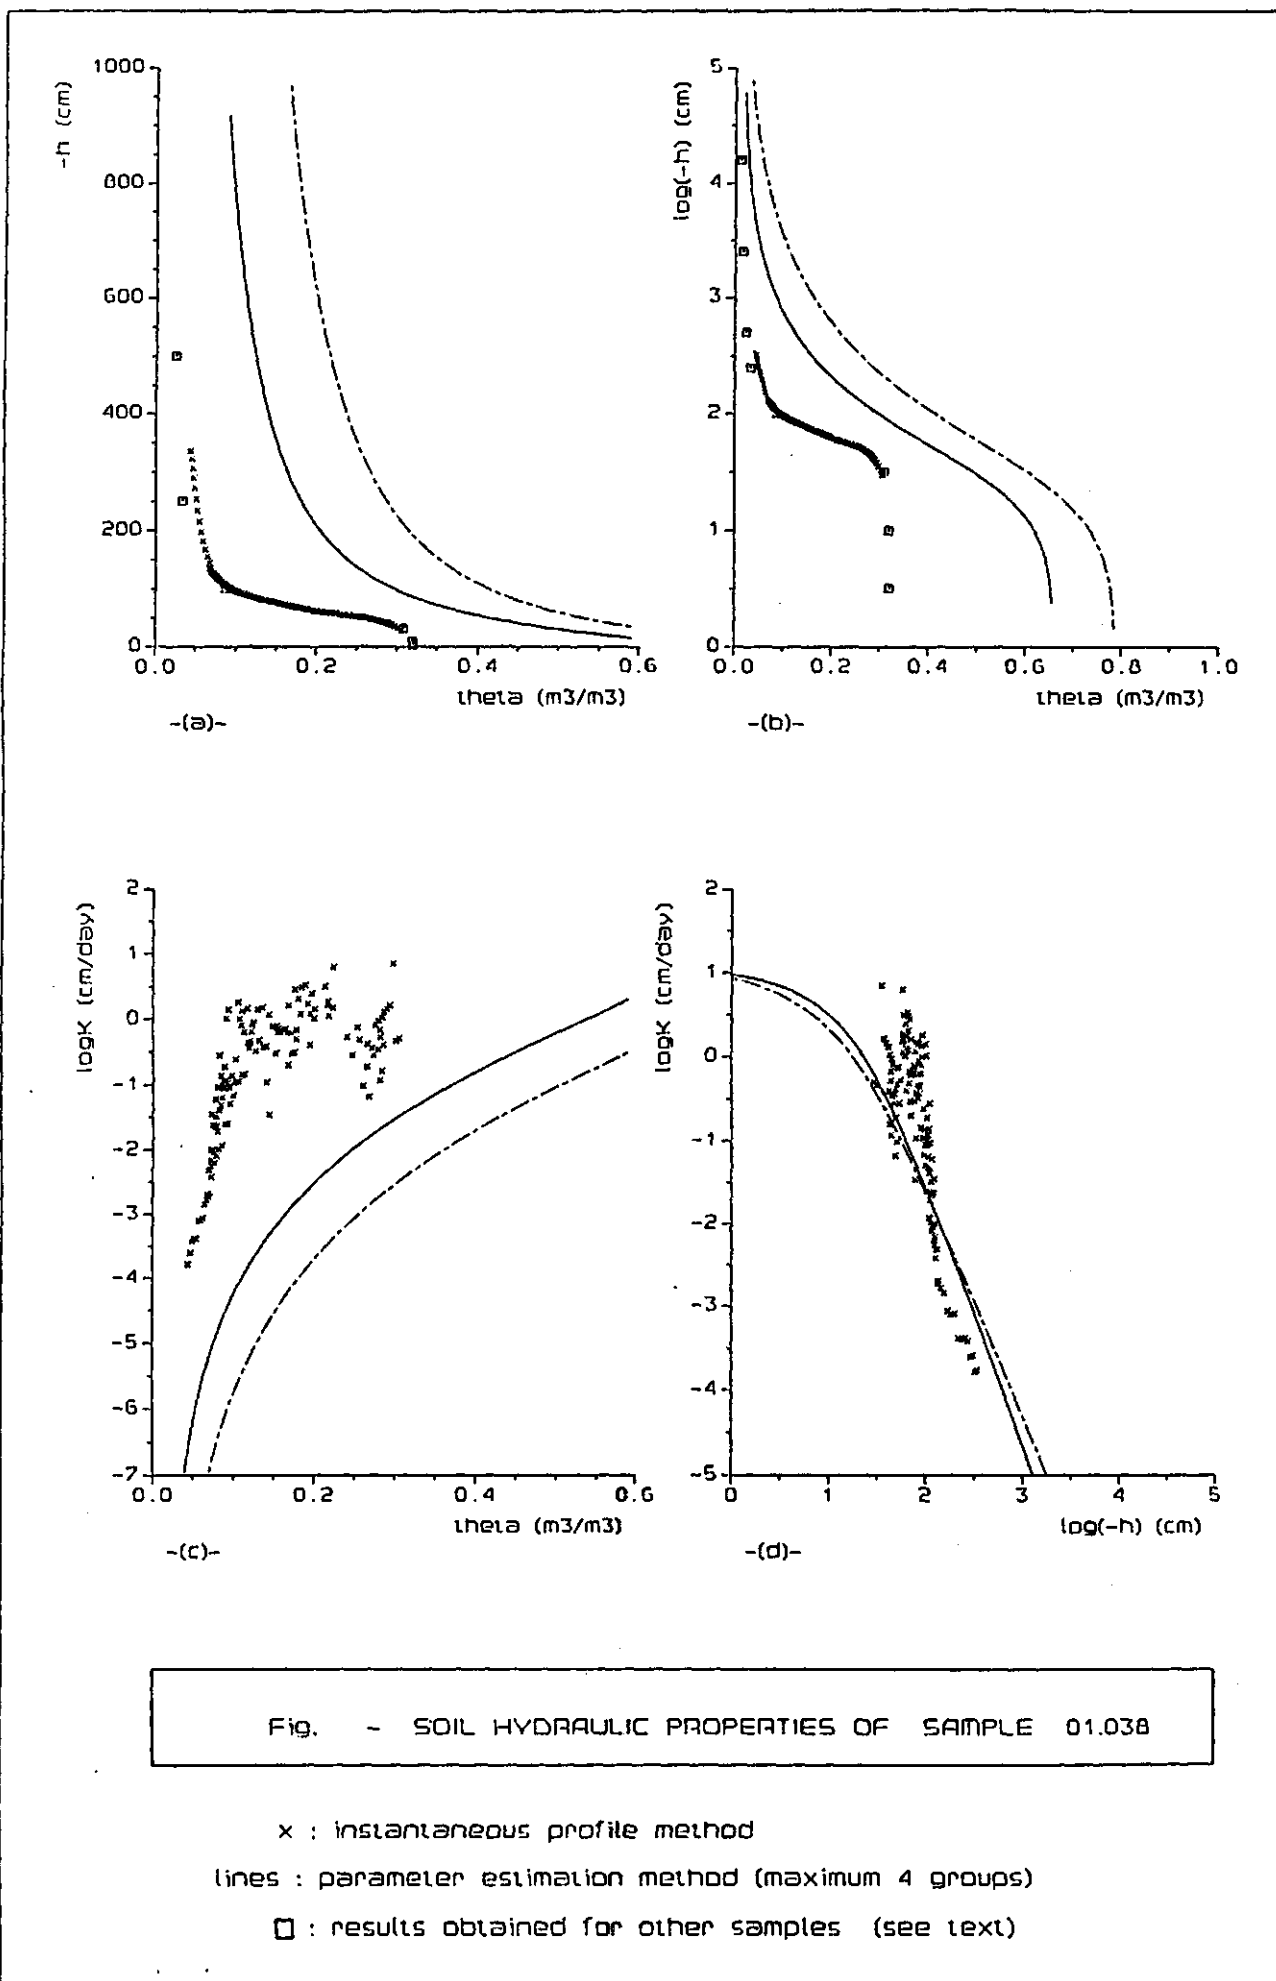 1000
800
600
400
200
0
-h (cm)
0.0 0.2 0.4 0.6
theta (m3/m3)
-(a)-
5
4
3
2
1
0
log(-h) (cm)
0.0 0.2 0.4 0.6 0.8 1.0
theta (m3/m3)
-(b)-
2
1
0
-1
-2
-3
-4
-5
-6
-7
logK (cm/day)
0.0 0.2 0.4 0.6
theta (m3/m3)
-(c)-
2
1
0
-1
-2
-3
-4
-5
logK (cm/day)
0 1 2 3 4 5
log(-h) (cm)
-(d)-
Fig. - SOIL HYDRAULIC PROPERTIES OF SAMPLE 01.038
x : instantaneous profile method
lines : parameter estimation method (maximum 4 groups)
□ : results obtained for other samples (see text)